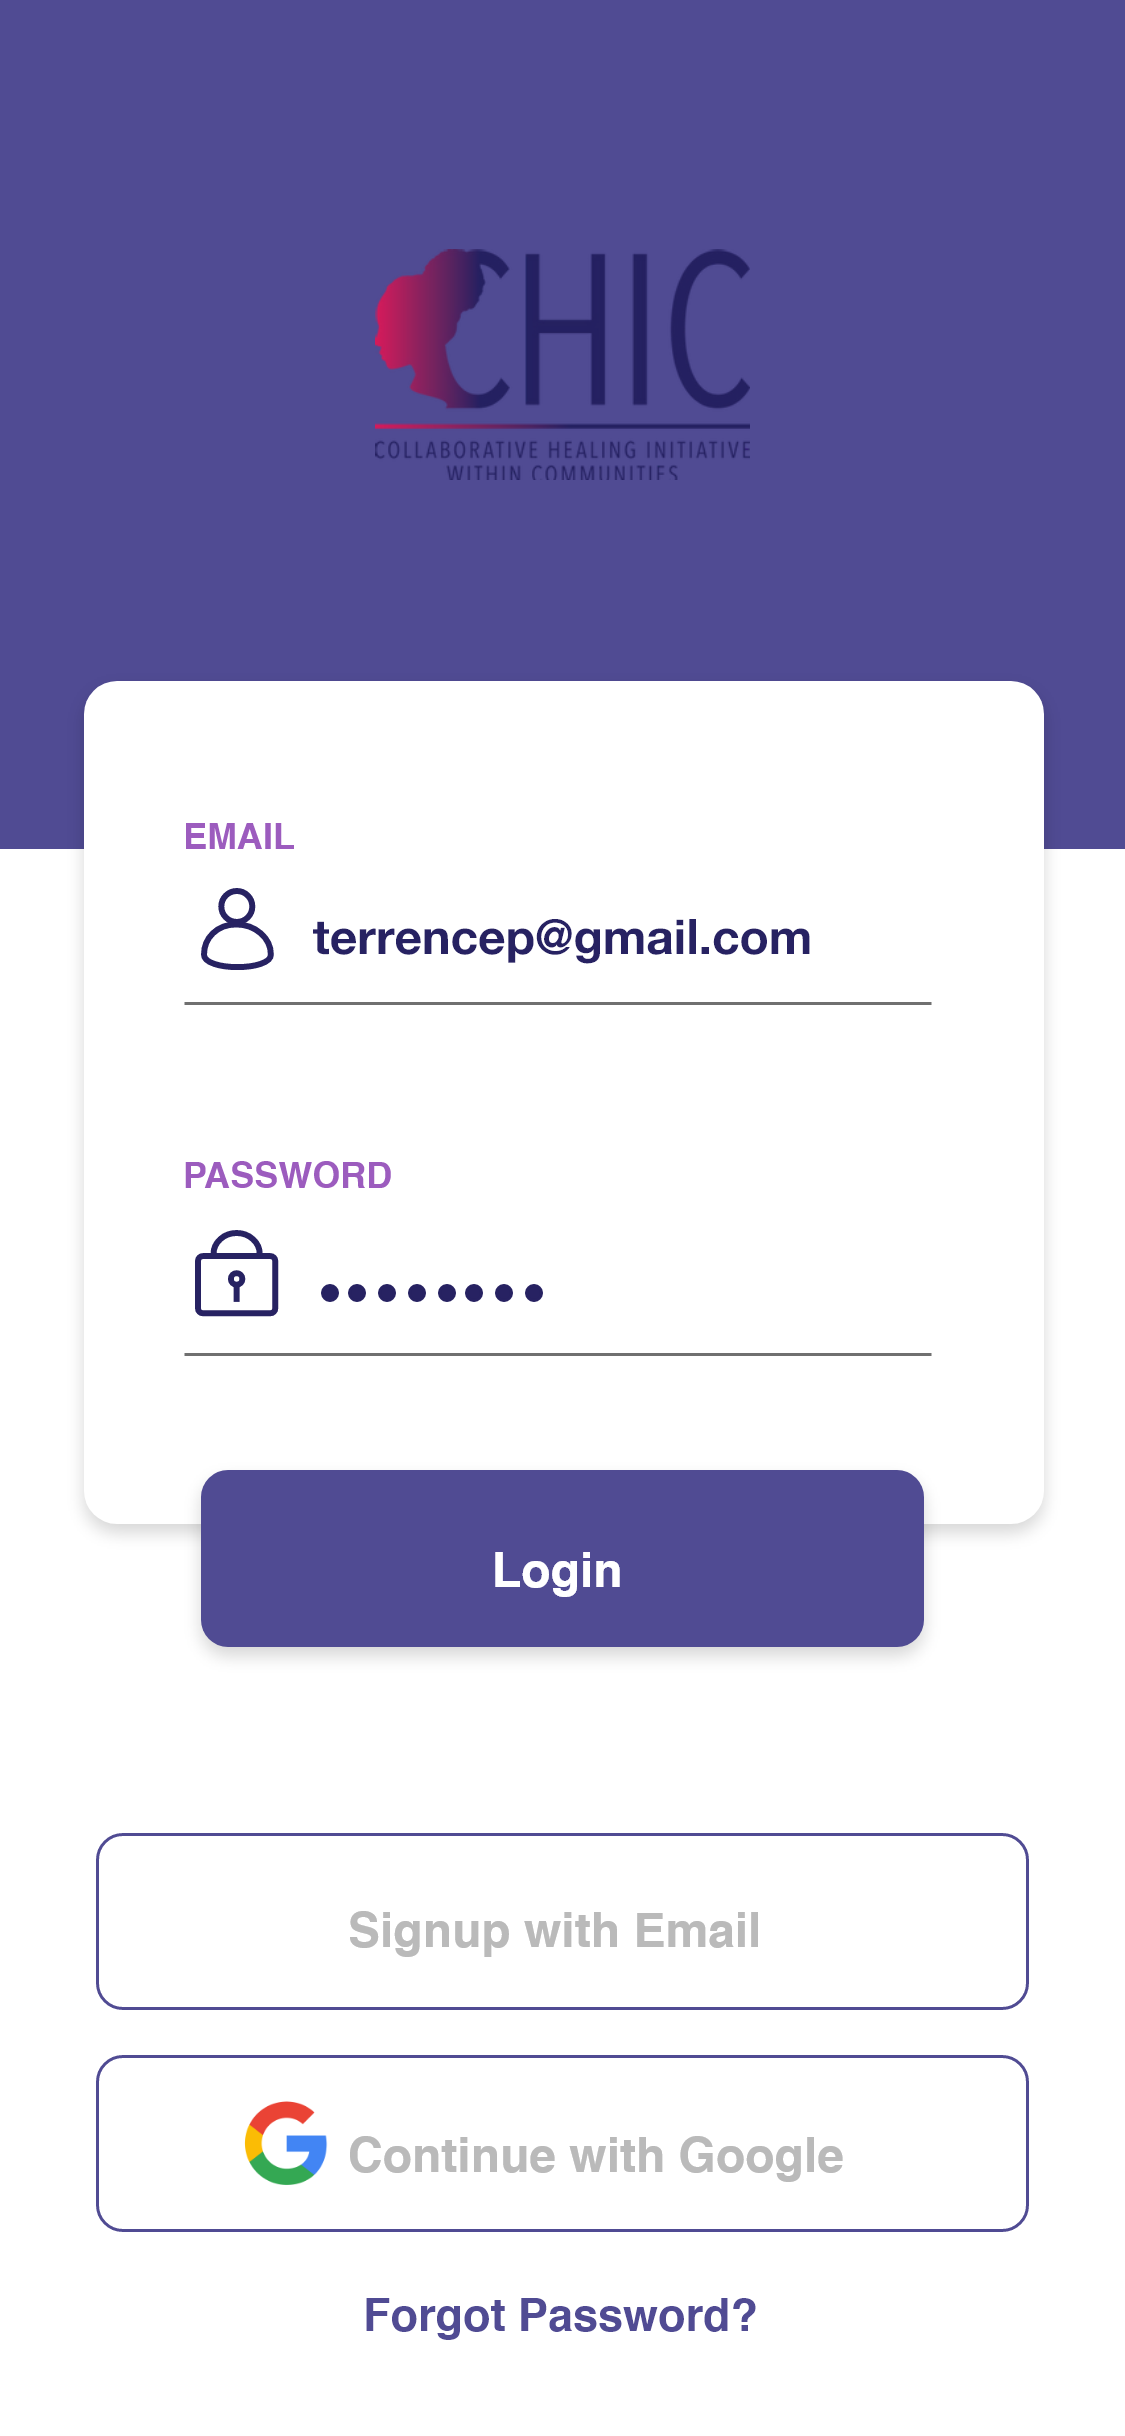 CHIC
COLLABORATIVE HEALING INITIATIVE
WITHIN COMMUNITIES
EMAIL
terrencep@gmail.com
PASSWORD
••••••••
Login
Signup with Email
Continue with Google
Forgot Password?